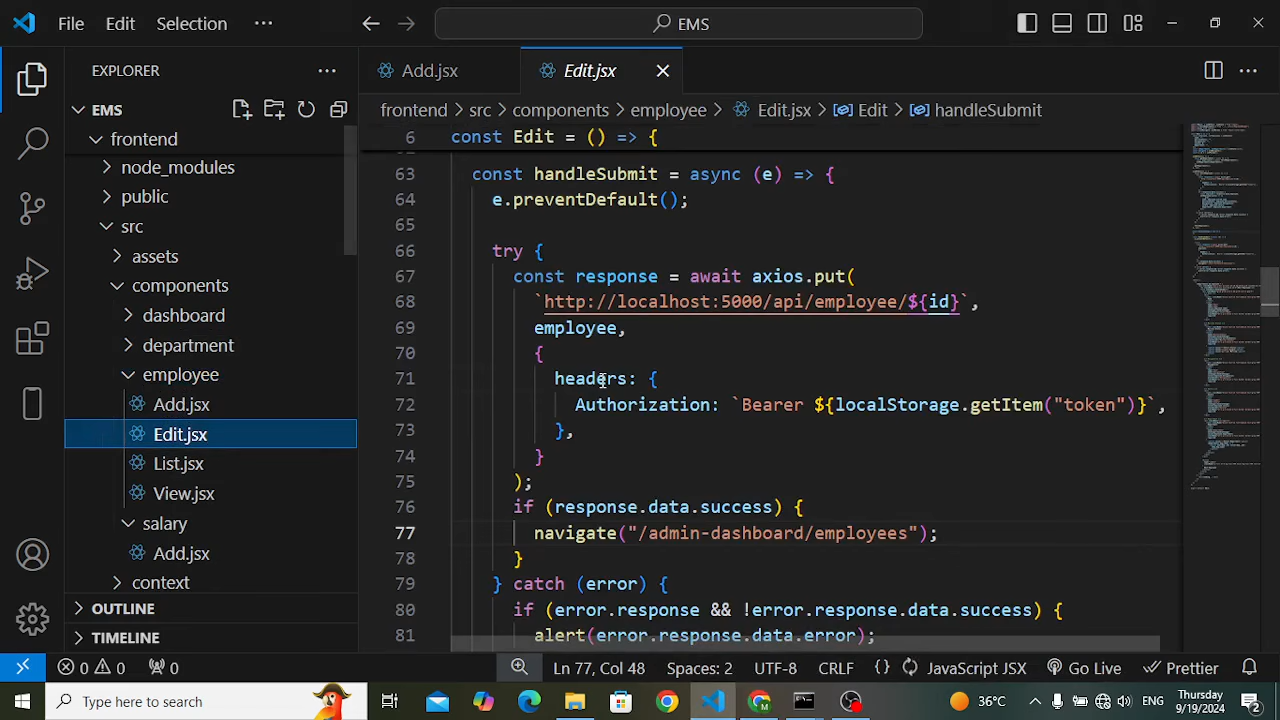 File Edit Selection ··· EMS
EXPLORER ···
Add.jsx Edit.jsx ···
EMS
frontend > src > components > employee > Edit.jsx > Edit > handleSubmit
frontend
node_modules
public
src
assets
components
dashboard
department
employee
Add.jsx
Edit.jsx
List.jsx
View.jsx
salary
Add.jsx
context
OUTLINE
TIMELINE
6 const Edit = () => {
63 const handleSubmit = async (e) => {
64 e.preventDefault();
65
66 try {
67 const response = await axios.put(
68 `http://localhost:5000/api/employee/${id}`,
69 employee,
70 {
71 headers: {
72 Authorization: `Bearer ${localStorage.getItem("token")}`,
73 },
74 }
75 );
76 if (response.data.success) {
77 navigate("/admin-dashboard/employees");
78 }
79 } catch (error) {
80 if (error.response && !error.response.data.success) {
81 alert(error.response.data.error);
0 0 0 Ln 77, Col 48 Spaces: 2 UTF-8 CRLF {} JavaScript JSX Go Live Prettier
Type here to search 36°C ENG Thursday 9/19/2024 2